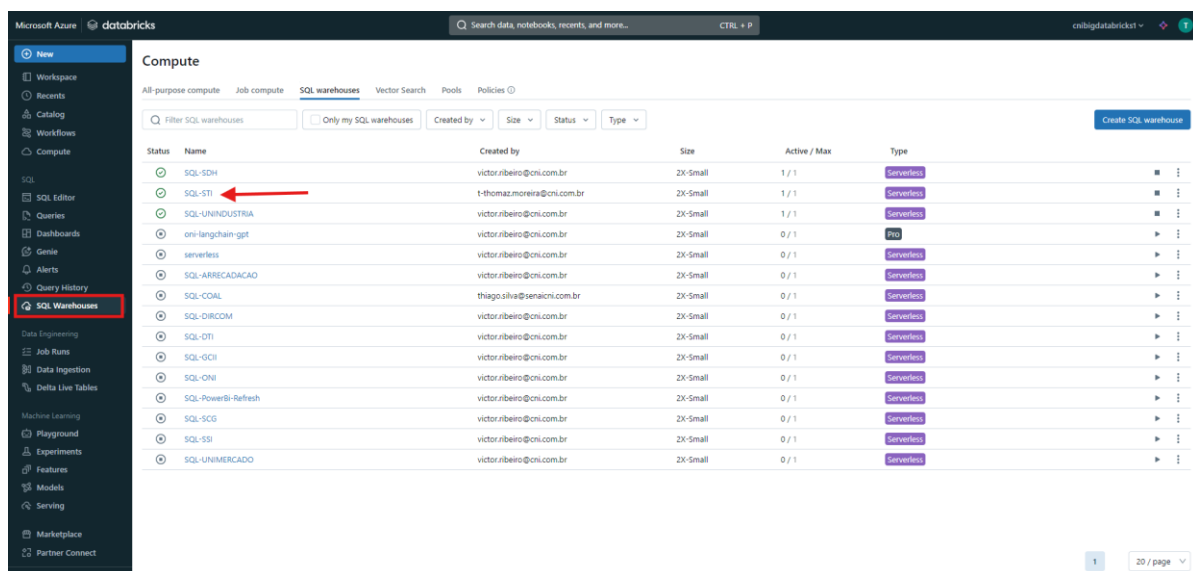 Microsoft Azure databricks Search data, notebooks, recents, and more... CTRL + P cnibigdatabrickst T
New
Workspace
Recents
Catalog
Workflows
Compute
SQL
SQL Editor
Queries
Dashboards
Genie
Alerts
Query History
SQL Warehouses
Data Engineering
Job Runs
Data Ingestion
Delta Live Tables
Machine Learning
Playground
Experiments
Features
Models
Serving
Marketplace
Partner Connect
Compute
All-purpose compute Job compute SQL warehouses Vector Search Pools Policies
Filter SQL warehouses Only my SQL warehouses Created by Size Status Type Create SQL warehouse
Status Name Created by Size Active / Max Type
SQL-SDH victor.ribeiro@cni.com.br 2X-Small 1 / 1 Serverless
SQL-STI t-thomaz.moreira@cni.com.br 2X-Small 1 / 1 Serverless
SQL-UNINDUSTRIA victor.ribeiro@cni.com.br 2X-Small 1 / 1 Serverless
oni-langchain-gpt victor.ribeiro@cni.com.br 2X-Small 0 / 1 Pro
serverless victor.ribeiro@cni.com.br 2X-Small 0 / 1 Serverless
SQL-ARRECADACAO victor.ribeiro@cni.com.br 2X-Small 0 / 1 Serverless
SQL-COAL thiago.silva@senaicni.com.br 2X-Small 0 / 1 Serverless
SQL-DIRCOM victor.ribeiro@cni.com.br 2X-Small 0 / 1 Serverless
SQL-DTI victor.ribeiro@cni.com.br 2X-Small 0 / 1 Serverless
SQL-GCII victor.ribeiro@cni.com.br 2X-Small 0 / 1 Serverless
SQL-ONI victor.ribeiro@cni.com.br 2X-Small 0 / 1 Serverless
SQL-PowerBi-Refresh victor.ribeiro@cni.com.br 2X-Small 0 / 1 Serverless
SQL-SCG victor.ribeiro@cni.com.br 2X-Small 0 / 1 Serverless
SQL-SSI victor.ribeiro@cni.com.br 2X-Small 0 / 1 Serverless
SQL-UNIMERCADO victor.ribeiro@cni.com.br 2X-Small 0 / 1 Serverless
1 20 / page